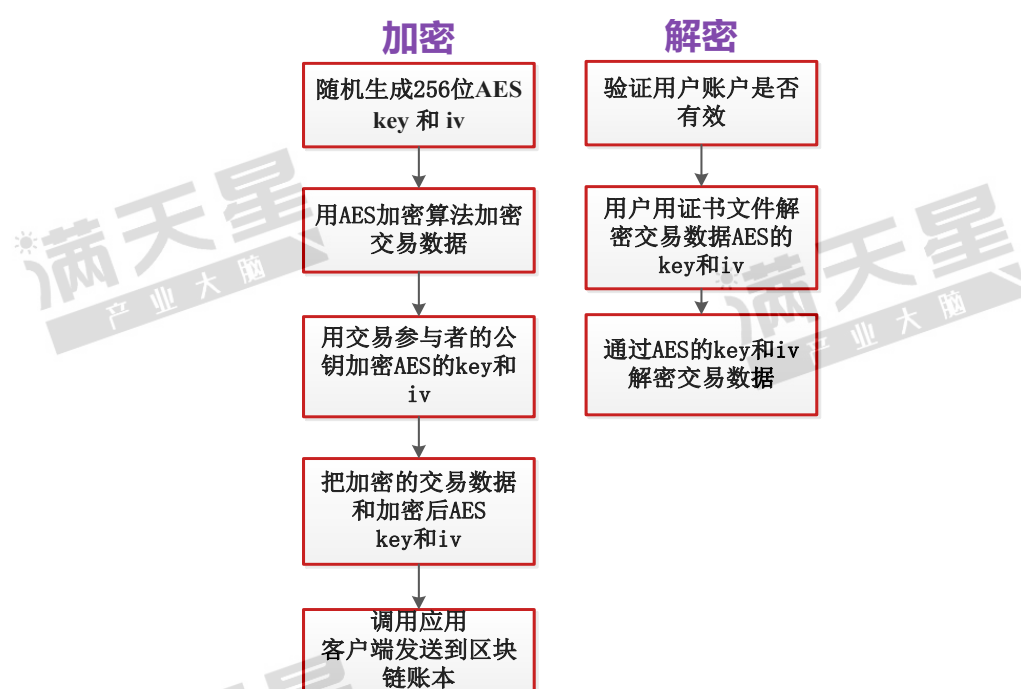 加密
随机生成256位AES
key 和 iv
用AES加密算法加密
交易数据
用交易参与者的公
钥加密AES的key和
iv
把加密的交易数据
和加密后AES
key和iv
调用应用
客户端发送到区块
链账本
解密
验证用户账户是否
有效
用户用证书文件解
密交易数据AES的
key和iv
通过AES的key和iv
解密交易数据
满天星
产业大脑
满天星
产业大脑